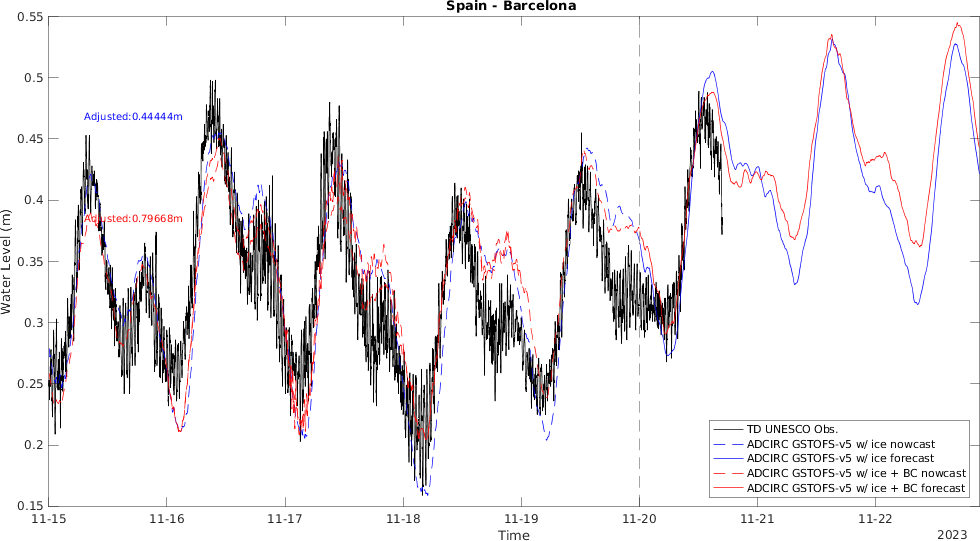 Spain - Barcelona
0.55
0.5
0.45
0.4
0.35
0.3
0.25
0.2
0.15
Water Level (m)
Adjusted:0.44444m
Adjusted:0.79668m
TD UNESCO Obs.
ADCIRC GSTOFS-v5 w/ ice nowcast
ADCIRC GSTOFS-v5 w/ ice forecast
ADCIRC GSTOFS-v5 w/ ice + BC nowcast
ADCIRC GSTOFS-v5 w/ ice + BC forecast
11-15 11-16 11-17 11-18 11-19 11-20 11-21 11-22
Time
2023